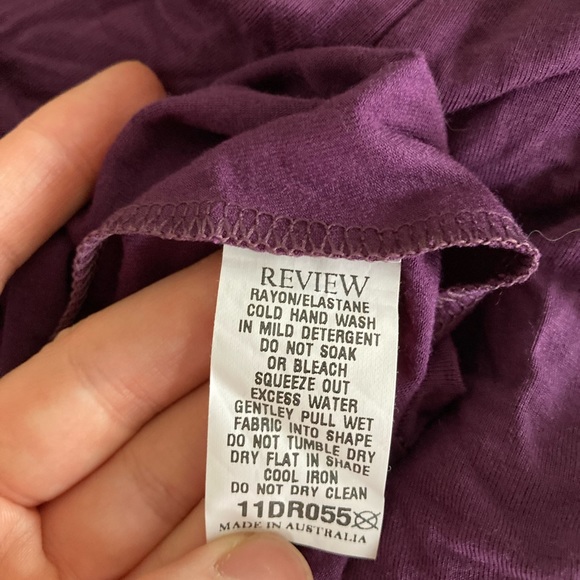 REVIEW
RAYON/ELASTANE
COLD HAND WASH
IN MILD DETERGENT
DO NOT SOAK
OR BLEACH
SQUEEZE OUT
EXCESS WATER
GENTLEY PULL WET
FABRIC INTO SHAPE
DO NOT TUMBLE DRY
DRY FLAT IN SHADE
COOL IRON
DO NOT DRY CLEAN
11DR055
MADE IN AUSTRALIA